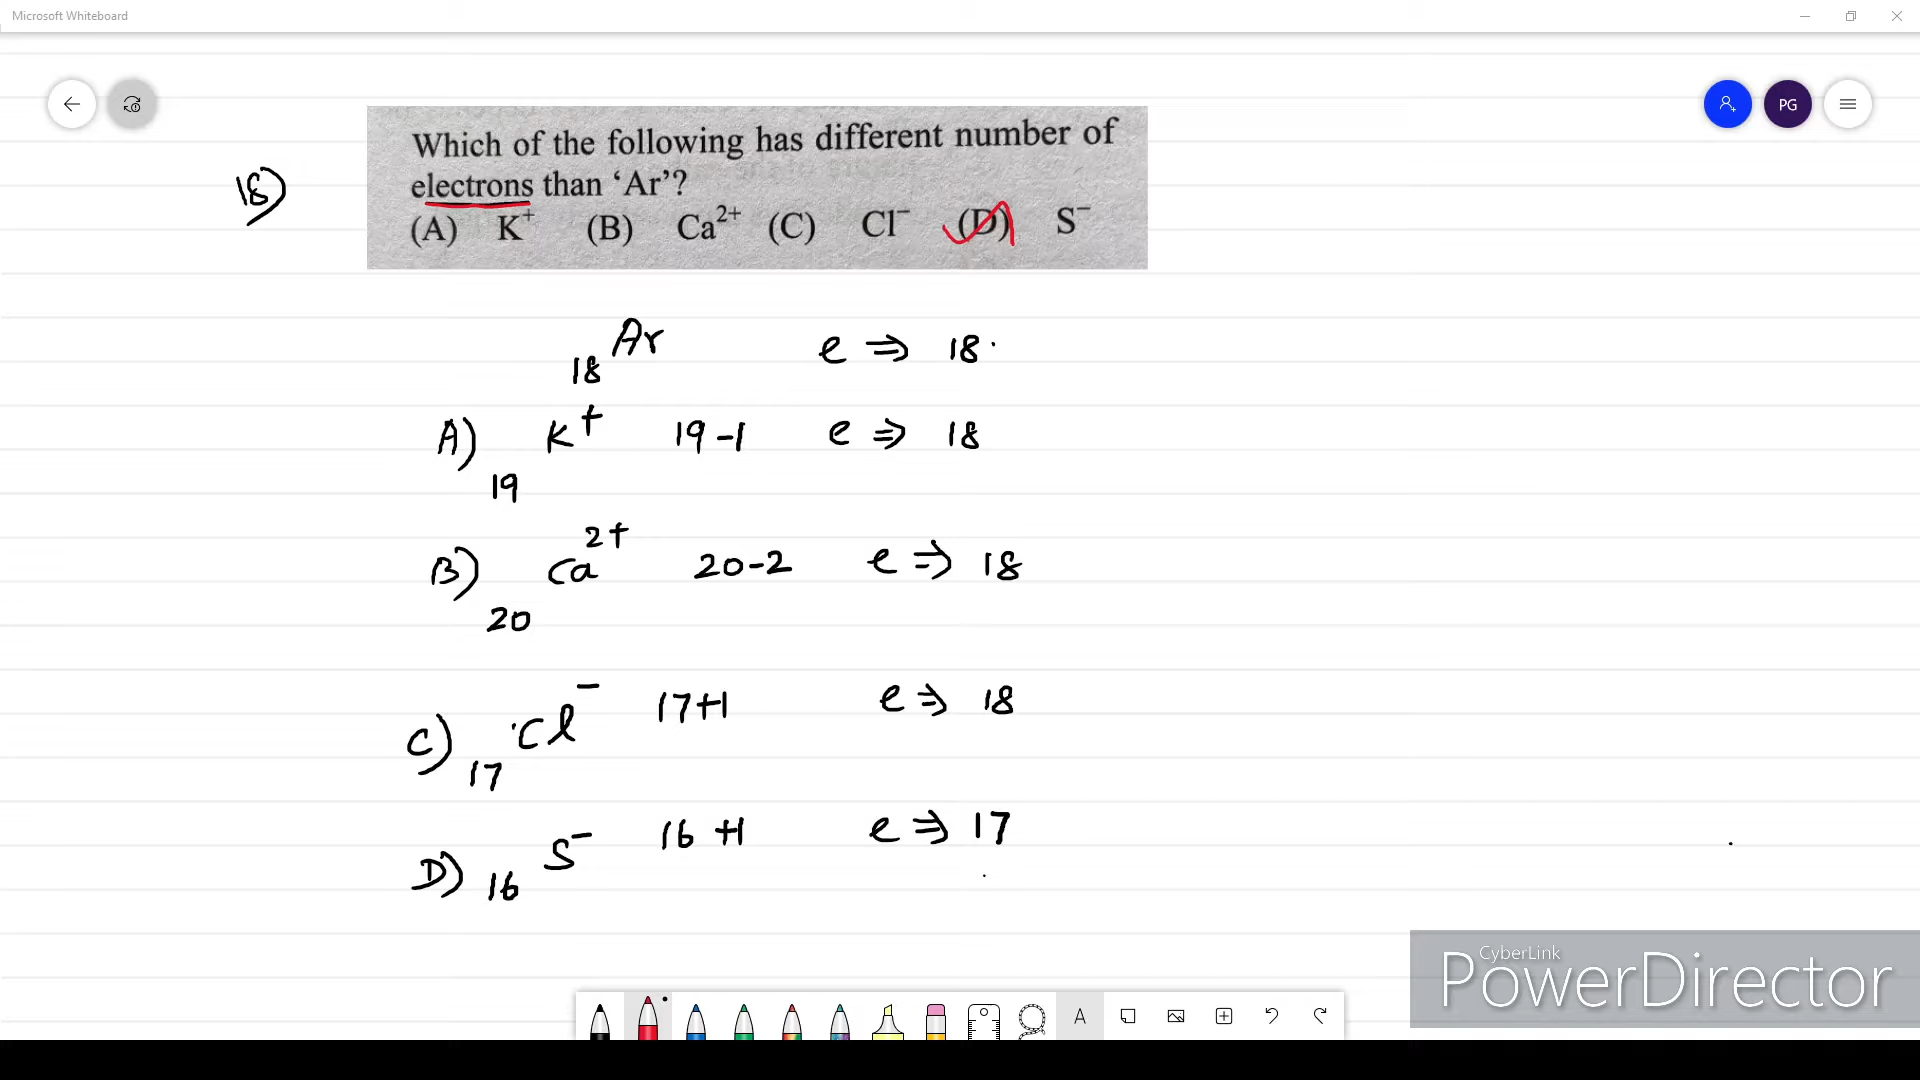 Microsoft Whiteboard
PG
18)
Which of the following has different number of
electrons than ‘Ar’?
(A) K⁺ (B) Ca²⁺ (C) Cl⁻ (D) S⁻
₁₈Ar e ⇒ 18
A) ₁₉K⁺ 19-1 e ⇒ 18
B) ₂₀Ca²⁺ 20-2 e ⇒ 18
C) ₁₇Cl⁻ 17+1 e ⇒ 18
D) ₁₆S⁻ 16+1 e ⇒ 17
CyberLink
PowerDirector
A